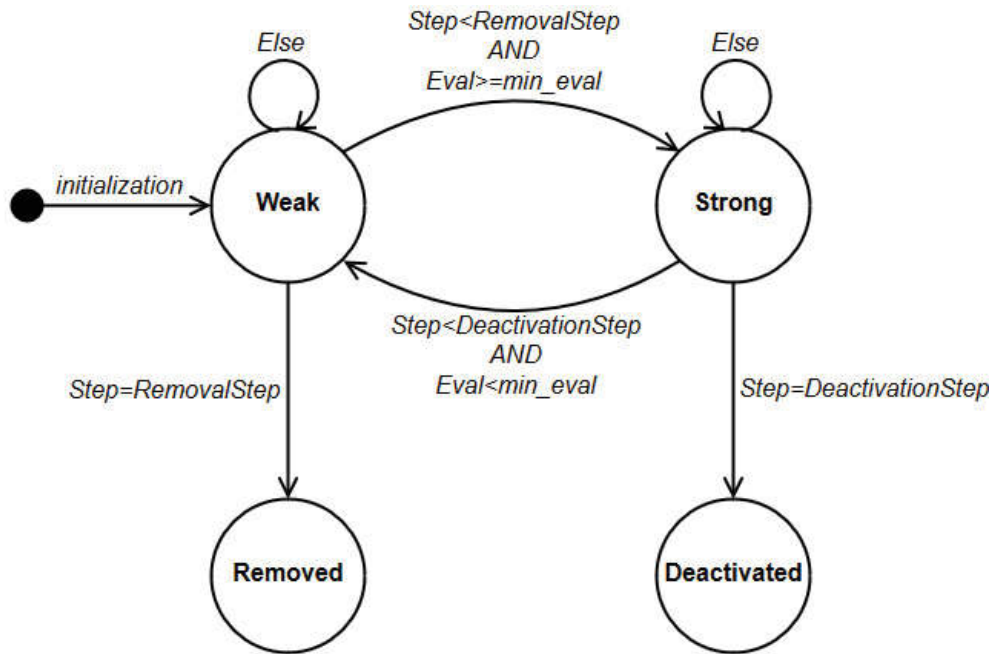 Else
Step<RemovalStep
AND
Eval>=min_eval
Else
initialization
Weak
Strong
Step<DeactivationStep
AND
Eval<min_eval
Step=RemovalStep
Step=DeactivationStep
Removed
Deactivated